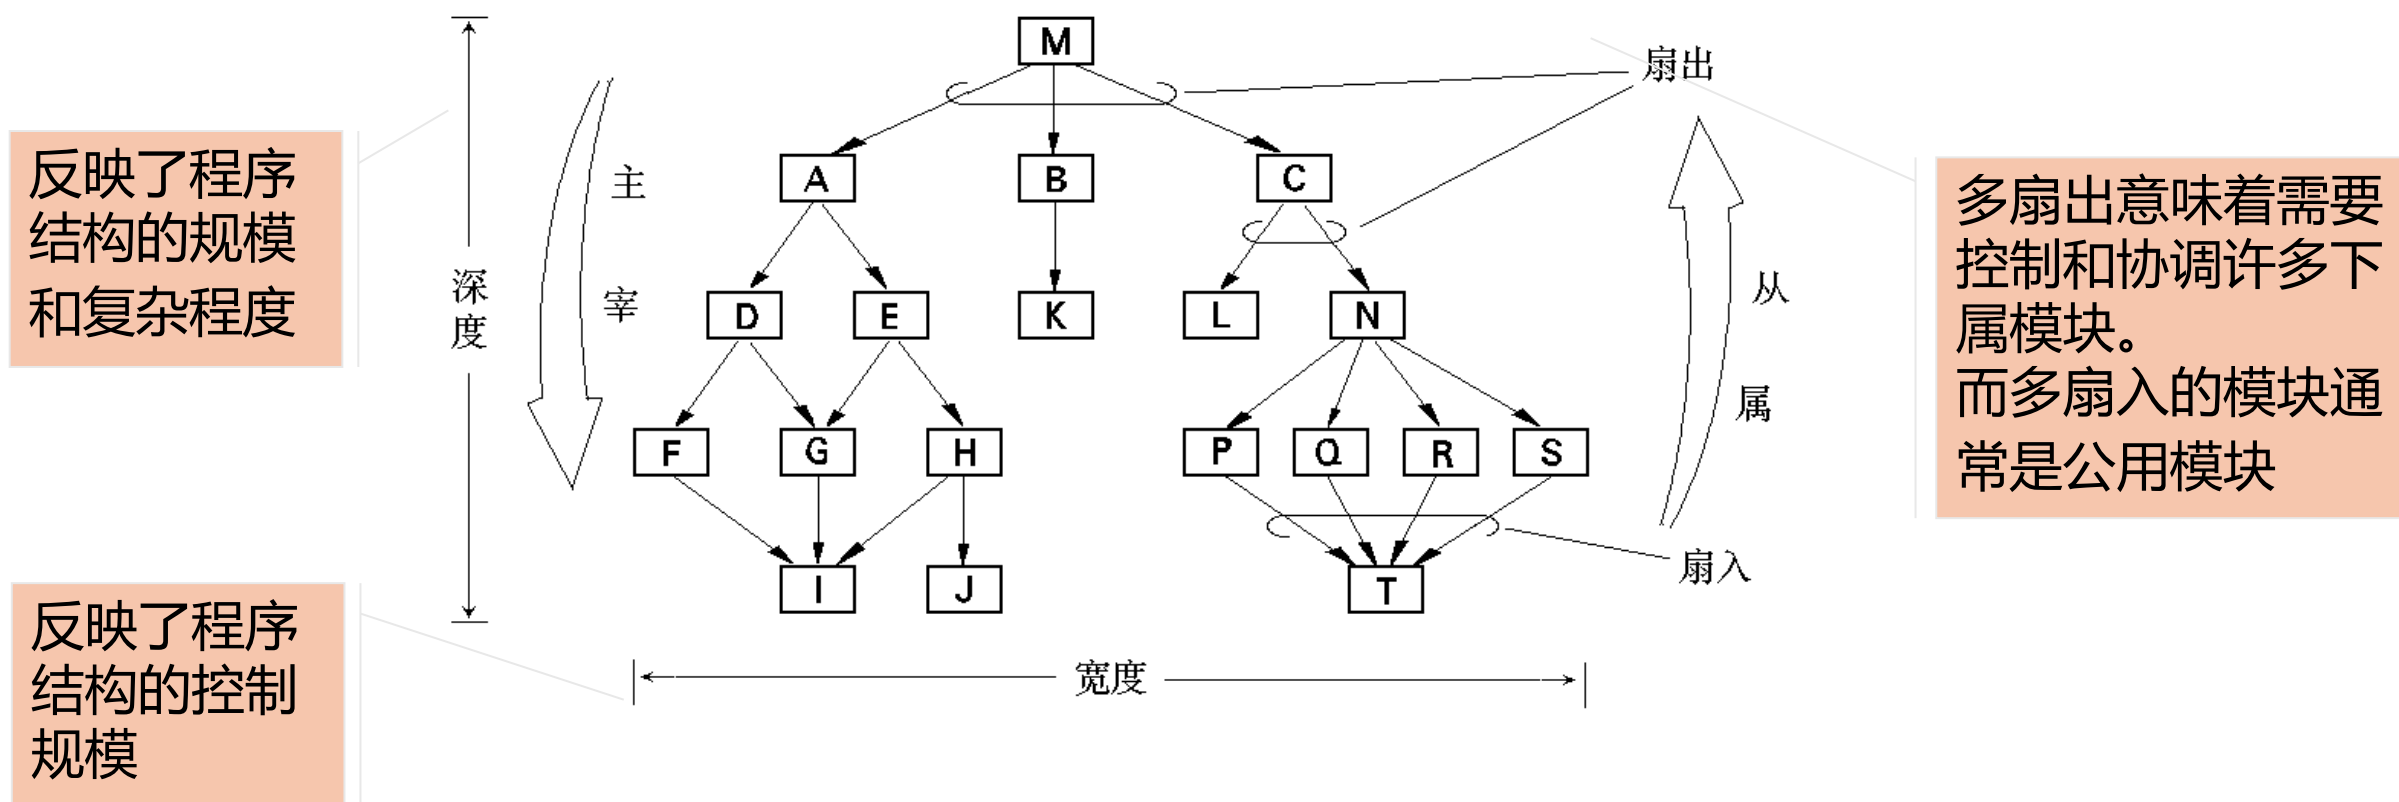 M
扇出
反映了程序
结构的规模
和复杂程度
主
宰
A
B
C
多扇出意味着需要
控制和协调许多下
属模块。
而多扇入的模块通
常是公用模块
深
度
D
E
K
L
N
从
属
F
G
H
P
Q
R
S
I
J
T
扇入
反映了程序
结构的控制
规模
宽度